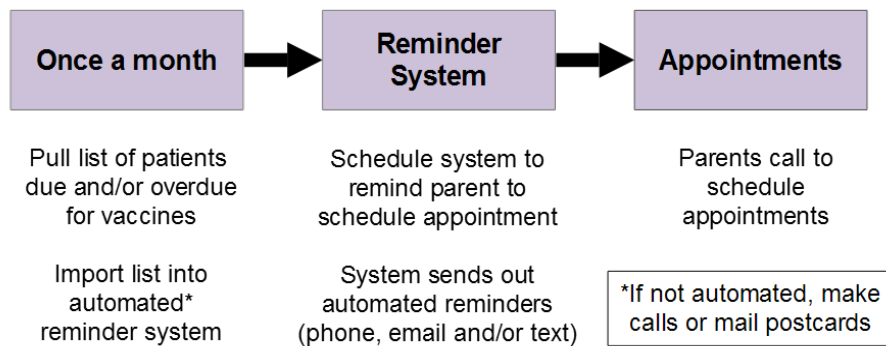 Once a month
Reminder
System
Appointments
Pull list of patients
due and/or overdue
for vaccines
Import list into
automated*
reminder system
Schedule system to
remind parent to
schedule appointment
System sends out
automated reminders
(phone, email and/or text)
Parents call to
schedule
appointments
*If not automated, make
calls or mail postcards